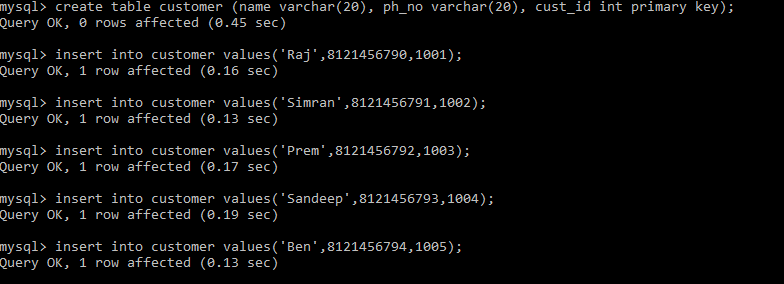 mysql> create table customer (name varchar(20), ph_no varchar(20), cust_id int primary key);
Query OK, 0 rows affected (0.45 sec)
mysql> insert into customer values('Raj',8121456790,1001);
Query OK, 1 row affected (0.16 sec)
mysql> insert into customer values('Simran',8121456791,1002);
Query OK, 1 row affected (0.13 sec)
mysql> insert into customer values('Prem',8121456792,1003);
Query OK, 1 row affected (0.17 sec)
mysql> insert into customer values('Sandeep',8121456793,1004);
Query OK, 1 row affected (0.19 sec)
mysql> insert into customer values('Ben',8121456794,1005);
Query OK, 1 row affected (0.13 sec)